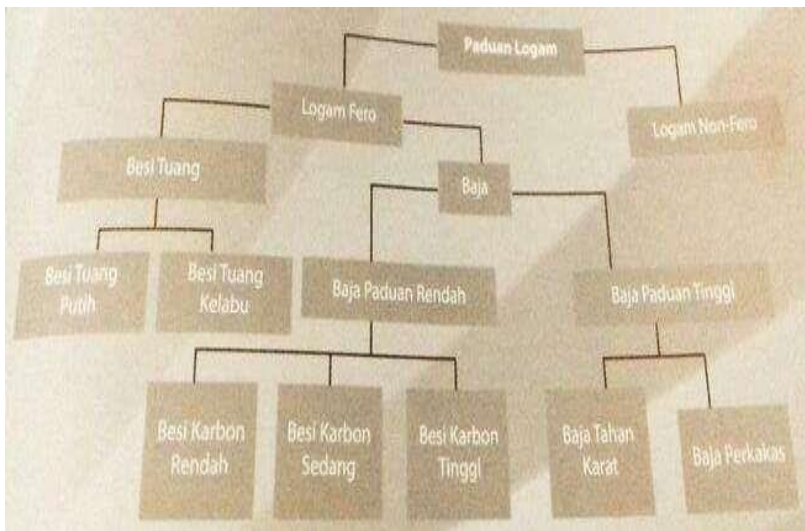 Paduan Logam
Logam Fero
Logam Non-Fero
Besi Tuang
Baja
Besi Tuang
Putih
Besi Tuang
Kelabu
Baja Paduan Rendah
Baja Paduan Tinggi
Besi Karbon
Rendah
Besi Karbon
Sedang
Besi Karbon
Tinggi
Baja Tahan
Karat
Baja Perkakas